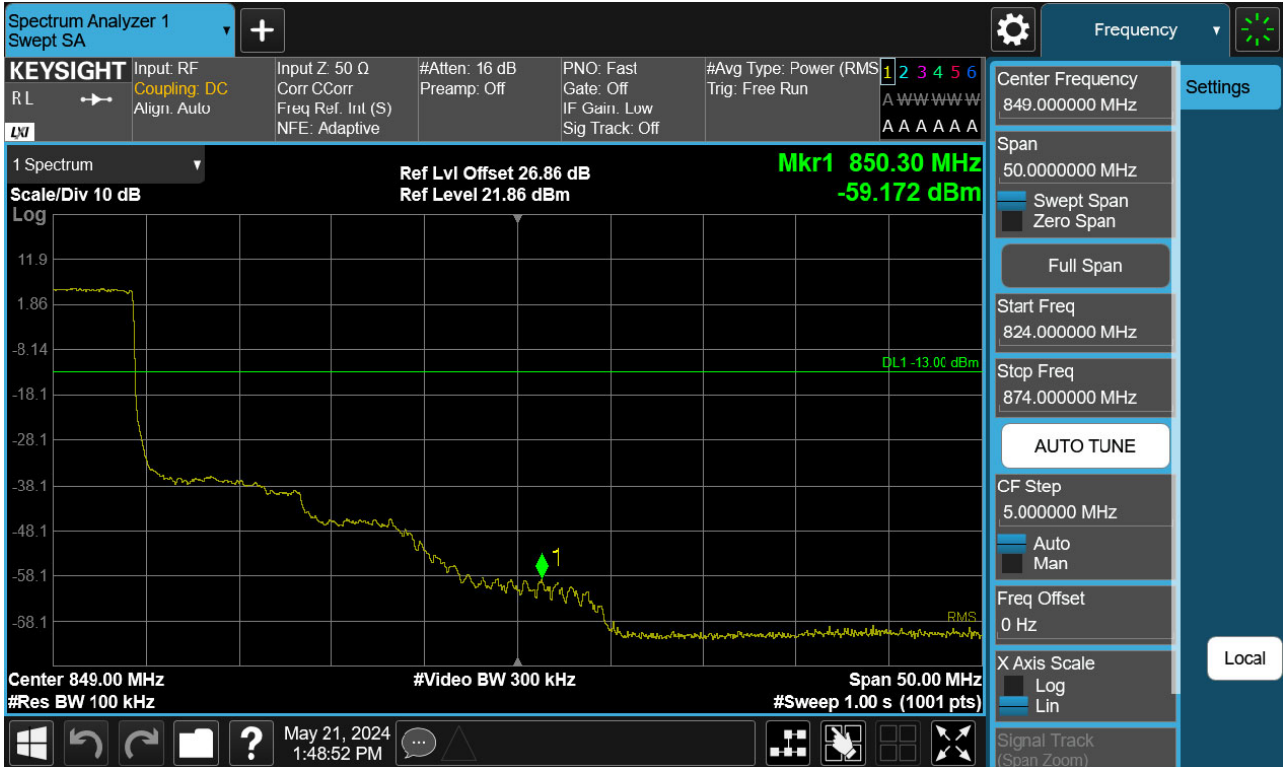 Spectrum Analyzer 1
Swept SA
Frequency
KEYSIGHT
R L
LXI
Input: RF
Coupling: DC
Align: Auto
Input Z: 50 Ω
Corr CCorr
Freq Ref: Int (S)
NFE: Adaptive
#Atten: 16 dB
Preamp: Off
PNO: Fast
Gate: Off
IF Gain: Low
Sig Track: Off
#Avg Type: Power (RMS
Trig: Free Run
1 2 3 4 5 6
A W W W W W
A A A A A A
1 Spectrum
Scale/Div 10 dB
Log
Ref Lvl Offset 26.86 dB
Ref Level 21.86 dBm
Mkr1 850.30 MHz
-59.172 dBm
11.9
1.86
-8.14
-18.1
-28.1
-38.1
-48.1
-58.1
-68.1
DL1 -13.00 dBm
1
RMS
Center 849.00 MHz
#Video BW 300 kHz
Span 50.00 MHz
#Res BW 100 kHz
#Sweep 1.00 s (1001 pts)
Center Frequency
849.000000 MHz
Settings
Span
50.0000000 MHz
Swept Span
Zero Span
Full Span
Start Freq
824.000000 MHz
Stop Freq
874.000000 MHz
AUTO TUNE
CF Step
5.000000 MHz
Auto
Man
Freq Offset
0 Hz
X Axis Scale
Log
Lin
Local
Signal Track
(Span Zoom)
?
May 21, 2024
1:48:52 PM